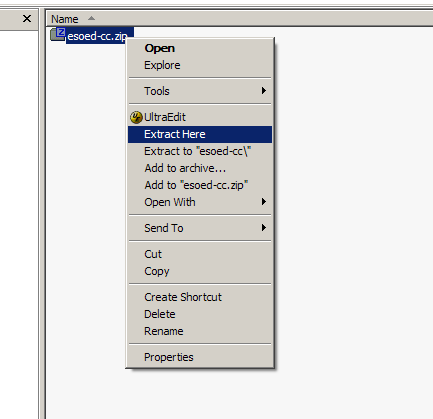 Name
esoed-cc.zip
Open
Explore
Tools
UltraEdit
Extract Here
Extract to "esoed-cc\"
Add to archive...
Add to "esoed-cc.zip"
Open With
Send To
Cut
Copy
Create Shortcut
Delete
Rename
Properties